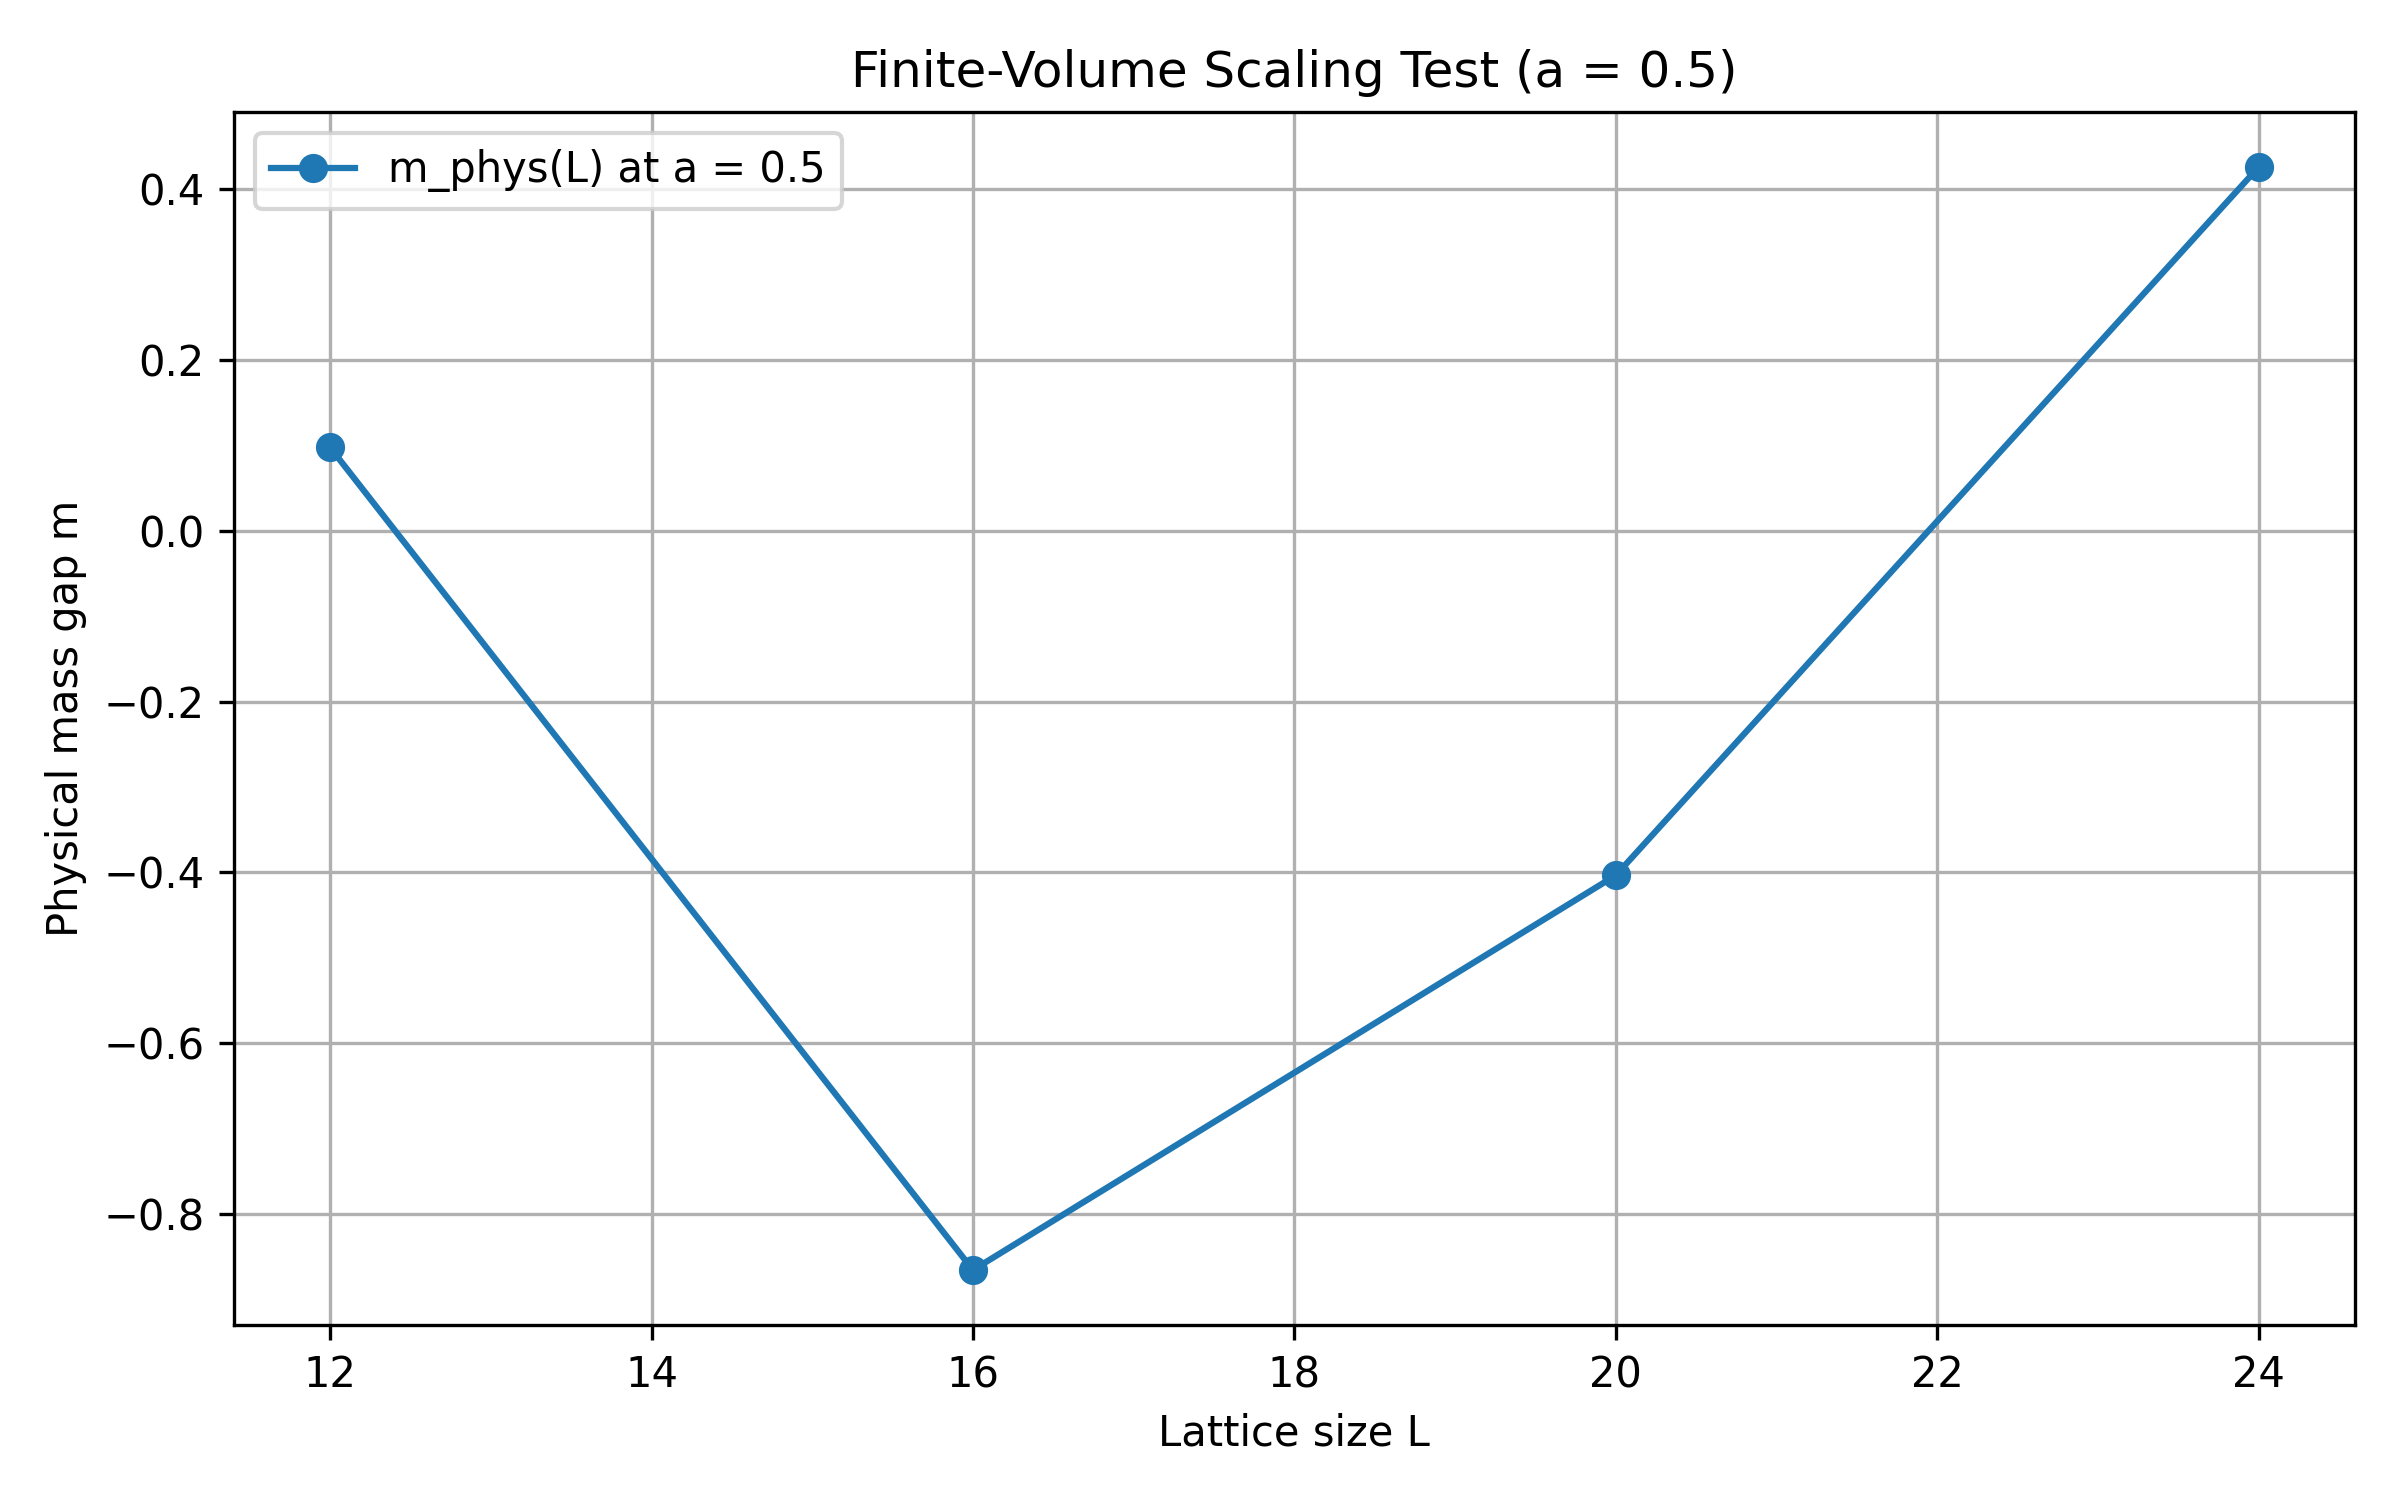 Finite-Volume Scaling Test (a = 0.5)
m_phys(L) at a = 0.5
Physical mass gap m
0.4
0.2
0.0
−0.2
−0.4
−0.6
−0.8
12 14 16 18 20 22 24
Lattice size L